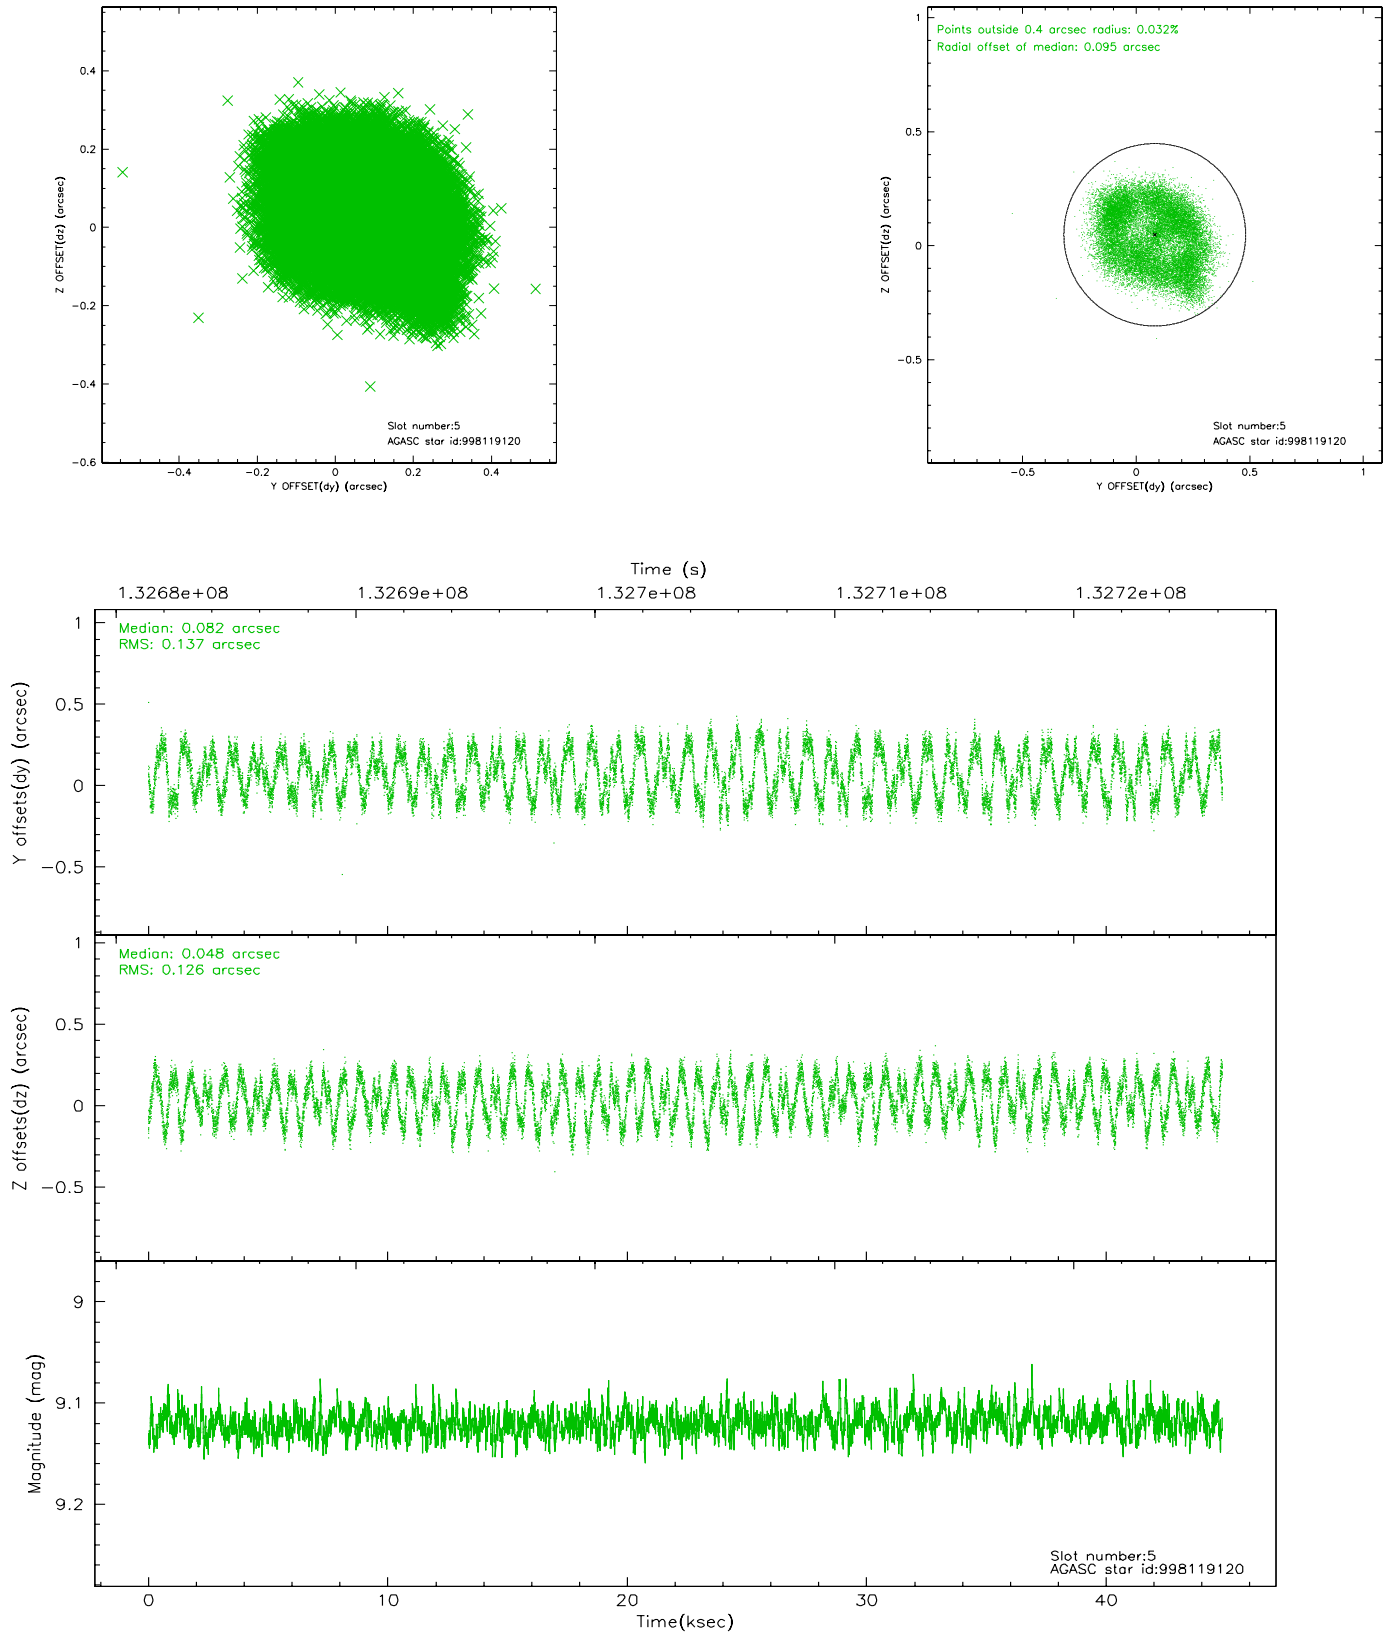 0.4
0.2
0
−0.2
−0.4
−0.6
Z OFFSET(dz) (arcsec)
−0.4
−0.2
0
0.2
0.4
Y OFFSET(dy) (arcsec)
Slot number:5
AGASC star id:998119120
Points outside 0.4 arcsec radius: 0.032%
Radial offset of median: 0.095 arcsec
1
0.5
0
−0.5
Z OFFSET(dz) (arcsec)
−0.5
0
0.5
1
Y OFFSET(dy) (arcsec)
Slot number:5
AGASC star id:998119120
Time (s)
1.3268e+08
1.3269e+08
1.327e+08
1.3271e+08
1.3272e+08
Median: 0.082 arcsec
RMS: 0.137 arcsec
1
0.5
0
−0.5
Y offsets(dy) (arcsec)
Median: 0.048 arcsec
RMS: 0.126 arcsec
1
0.5
0
−0.5
Z offsets(dz) (arcsec)
9
9.1
9.2
Magnitude (mag)
Slot number:5
AGASC star id:998119120
0
10
20
30
40
Time(ksec)